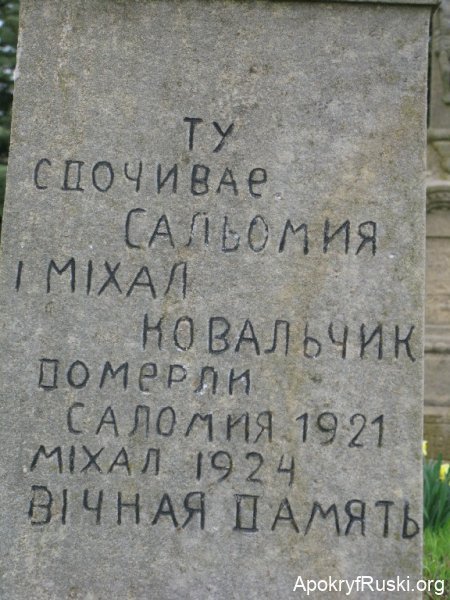 ТУ
СПОЧИВАЕ
САЛЬОМИЯ
І МІХАЛ
КОВАЛЬЧИК
ПОМЕРЛИ
САЛОМИЯ 1921
МІХАЛ 1924
ВІЧНАЯ ПАМЯТЬ
ApokryfRuski.org